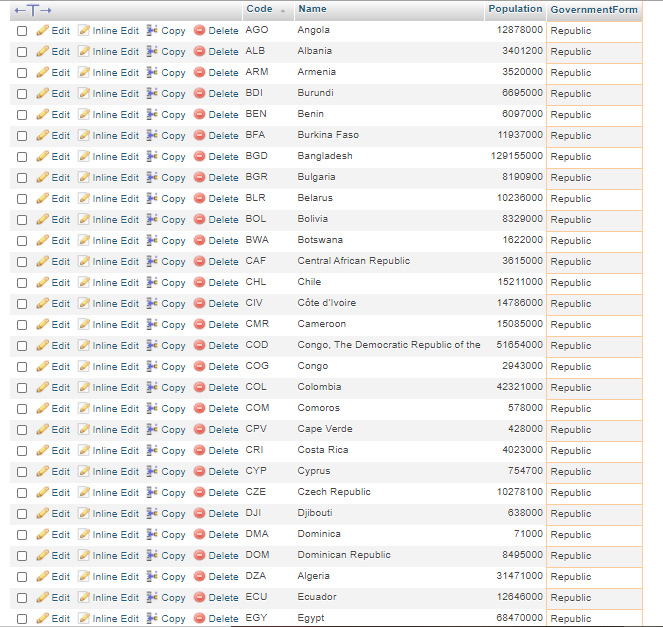 Code Name Population GovernmentForm
Edit Inline Edit Copy Delete AGO Angola 12878000 Republic
Edit Inline Edit Copy Delete ALB Albania 3401200 Republic
Edit Inline Edit Copy Delete ARM Armenia 3520000 Republic
Edit Inline Edit Copy Delete BDI Burundi 6695000 Republic
Edit Inline Edit Copy Delete BEN Benin 6097000 Republic
Edit Inline Edit Copy Delete BFA Burkina Faso 11937000 Republic
Edit Inline Edit Copy Delete BGD Bangladesh 129155000 Republic
Edit Inline Edit Copy Delete BGR Bulgaria 8190900 Republic
Edit Inline Edit Copy Delete BLR Belarus 10236000 Republic
Edit Inline Edit Copy Delete BOL Bolivia 8329000 Republic
Edit Inline Edit Copy Delete BWA Botswana 1622000 Republic
Edit Inline Edit Copy Delete CAF Central African Republic 3615000 Republic
Edit Inline Edit Copy Delete CHL Chile 15211000 Republic
Edit Inline Edit Copy Delete CIV Côte d'Ivoire 14786000 Republic
Edit Inline Edit Copy Delete CMR Cameroon 15085000 Republic
Edit Inline Edit Copy Delete COD Congo, The Democratic Republic of the 51654000 Republic
Edit Inline Edit Copy Delete COG Congo 2943000 Republic
Edit Inline Edit Copy Delete COL Colombia 42321000 Republic
Edit Inline Edit Copy Delete COM Comoros 578000 Republic
Edit Inline Edit Copy Delete CPV Cape Verde 428000 Republic
Edit Inline Edit Copy Delete CRI Costa Rica 4023000 Republic
Edit Inline Edit Copy Delete CYP Cyprus 754700 Republic
Edit Inline Edit Copy Delete CZE Czech Republic 10278100 Republic
Edit Inline Edit Copy Delete DJI Djibouti 638000 Republic
Edit Inline Edit Copy Delete DMA Dominica 71000 Republic
Edit Inline Edit Copy Delete DOM Dominican Republic 8495000 Republic
Edit Inline Edit Copy Delete DZA Algeria 31471000 Republic
Edit Inline Edit Copy Delete ECU Ecuador 12646000 Republic
Edit Inline Edit Copy Delete EGY Egypt 68470000 Republic